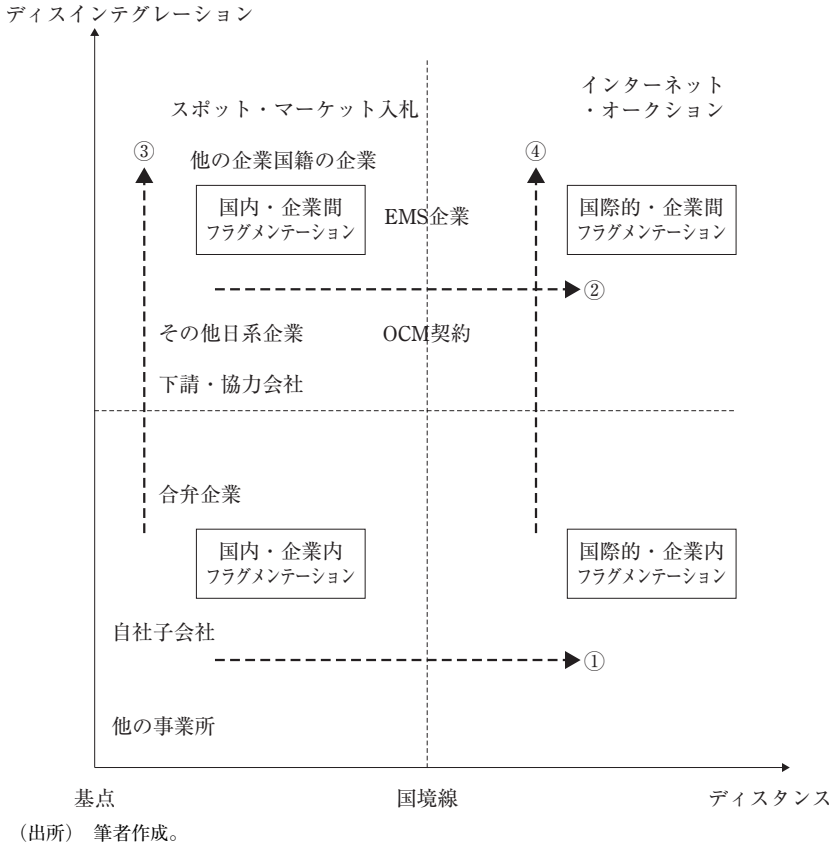 ディスインテグレーション
インターネット
・オークション
スポット・マーケット入札
③
④
他の企業国籍の企業
国内・企業間
フラグメンテーション
EMS企業
国際的・企業間
フラグメンテーション
②
その他日系企業
OCM契約
下請・協力会社
合弁企業
国内・企業内
フラグメンテーション
国際的・企業内
フラグメンテーション
自社子会社
①
他の事業所
基点
国境線
ディスタンス
（出所） 筆者作成。